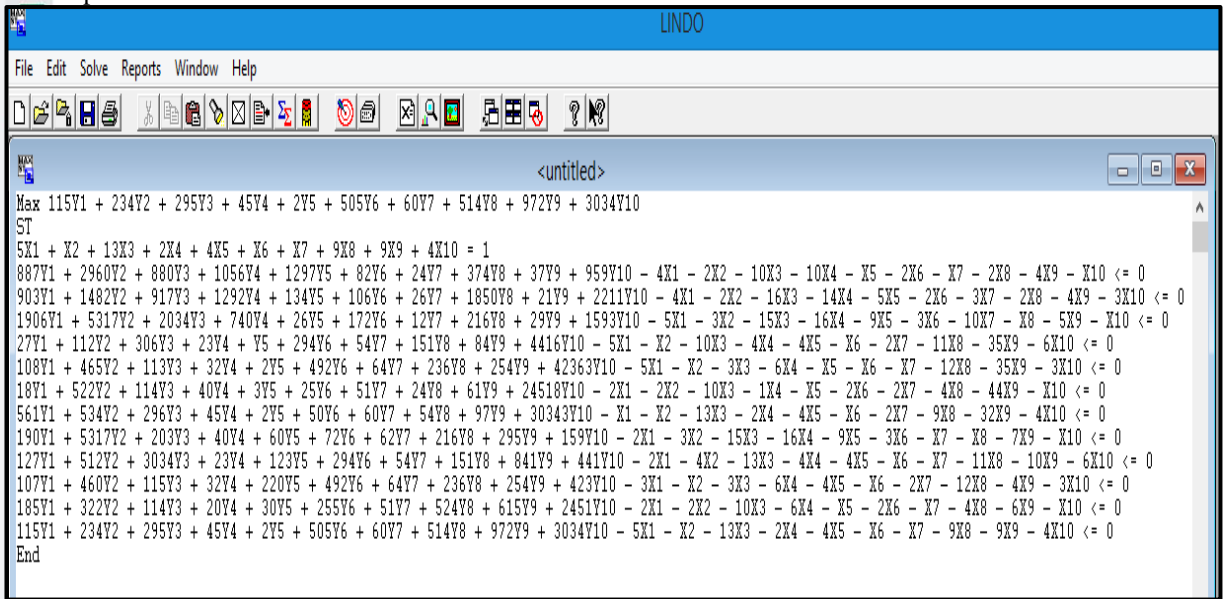 LINDO
File Edit Solve Reports Window Help
<untitled>
Max 115Y1 + 234Y2 + 295Y3 + 45Y4 + 2Y5 + 505Y6 + 60Y7 + 514Y8 + 972Y9 + 3034Y10
ST
5X1 + X2 + 13X3 + 2X4 + 4X5 + X6 + X7 + 9X8 + 9X9 + 4X10 = 1
887Y1 + 2960Y2 + 880Y3 + 1056Y4 + 1297Y5 + 82Y6 + 24Y7 + 374Y8 + 37Y9 + 959Y10 - 4X1 - 2X2 - 10X3 - 10X4 - X5 - 2X6 - X7 - 2X8 - 4X9 - X10 <= 0
903Y1 + 1482Y2 + 917Y3 + 1292Y4 + 134Y5 + 106Y6 + 26Y7 + 1850Y8 + 21Y9 + 2211Y10 - 4X1 - 2X2 - 16X3 - 14X4 - 5X5 - 2X6 - 3X7 - 2X8 - 4X9 - 3X10 <= 0
1906Y1 + 5317Y2 + 2034Y3 + 740Y4 + 26Y5 + 172Y6 + 12Y7 + 216Y8 + 29Y9 + 1593Y10 - 5X1 - 3X2 - 15X3 - 16X4 - 9X5 - 3X6 - 10X7 - X8 - 5X9 - X10 <= 0
27Y1 + 112Y2 + 306Y3 + 23Y4 + Y5 + 294Y6 + 54Y7 + 151Y8 + 84Y9 + 4416Y10 - 5X1 - X2 - 10X3 - 4X4 - 4X5 - X6 - 2X7 - 11X8 - 35X9 - 6X10 <= 0
108Y1 + 465Y2 + 113Y3 + 32Y4 + 2Y5 + 492Y6 + 64Y7 + 236Y8 + 254Y9 + 42363Y10 - 5X1 - X2 - 3X3 - 6X4 - X5 - X6 - X7 - 12X8 - 35X9 - 3X10 <= 0
18Y1 + 522Y2 + 114Y3 + 40Y4 + 3Y5 + 25Y6 + 51Y7 + 24Y8 + 61Y9 + 24518Y10 - 2X1 - 2X2 - 10X3 - 1X4 - X5 - 2X6 - 2X7 - 4X8 - 44X9 - X10 <= 0
561Y1 + 534Y2 + 296Y3 + 45Y4 + 2Y5 + 50Y6 + 60Y7 + 54Y8 + 97Y9 + 30343Y10 - X1 - X2 - 13X3 - 2X4 - 4X5 - X6 - 2X7 - 9X8 - 32X9 - 4X10 <= 0
190Y1 + 5317Y2 + 203Y3 + 40Y4 + 60Y5 + 72Y6 + 62Y7 + 216Y8 + 295Y9 + 159Y10 - 2X1 - 3X2 - 15X3 - 16X4 - 9X5 - 3X6 - X7 - X8 - 7X9 - X10 <= 0
127Y1 + 512Y2 + 3034Y3 + 23Y4 + 123Y5 + 294Y6 + 54Y7 + 151Y8 + 841Y9 + 441Y10 - 2X1 - 4X2 - 13X3 - 4X4 - 4X5 - X6 - X7 - 11X8 - 10X9 - 6X10 <= 0
107Y1 + 460Y2 + 115Y3 + 32Y4 + 220Y5 + 492Y6 + 64Y7 + 236Y8 + 254Y9 + 423Y10 - 3X1 - X2 - 3X3 - 6X4 - 4X5 - X6 - 2X7 - 12X8 - 4X9 - 3X10 <= 0
185Y1 + 322Y2 + 114Y3 + 20Y4 + 30Y5 + 255Y6 + 51Y7 + 524Y8 + 615Y9 + 2451Y10 - 2X1 - 2X2 - 10X3 - 6X4 - X5 - 2X6 - X7 - 4X8 - 6X9 - X10 <= 0
115Y1 + 234Y2 + 295Y3 + 45Y4 + 2Y5 + 505Y6 + 60Y7 + 514Y8 + 972Y9 + 3034Y10 - 5X1 - X2 - 13X3 - 2X4 - 4X5 - X6 - X7 - 9X8 - 9X9 - 4X10 <= 0
End